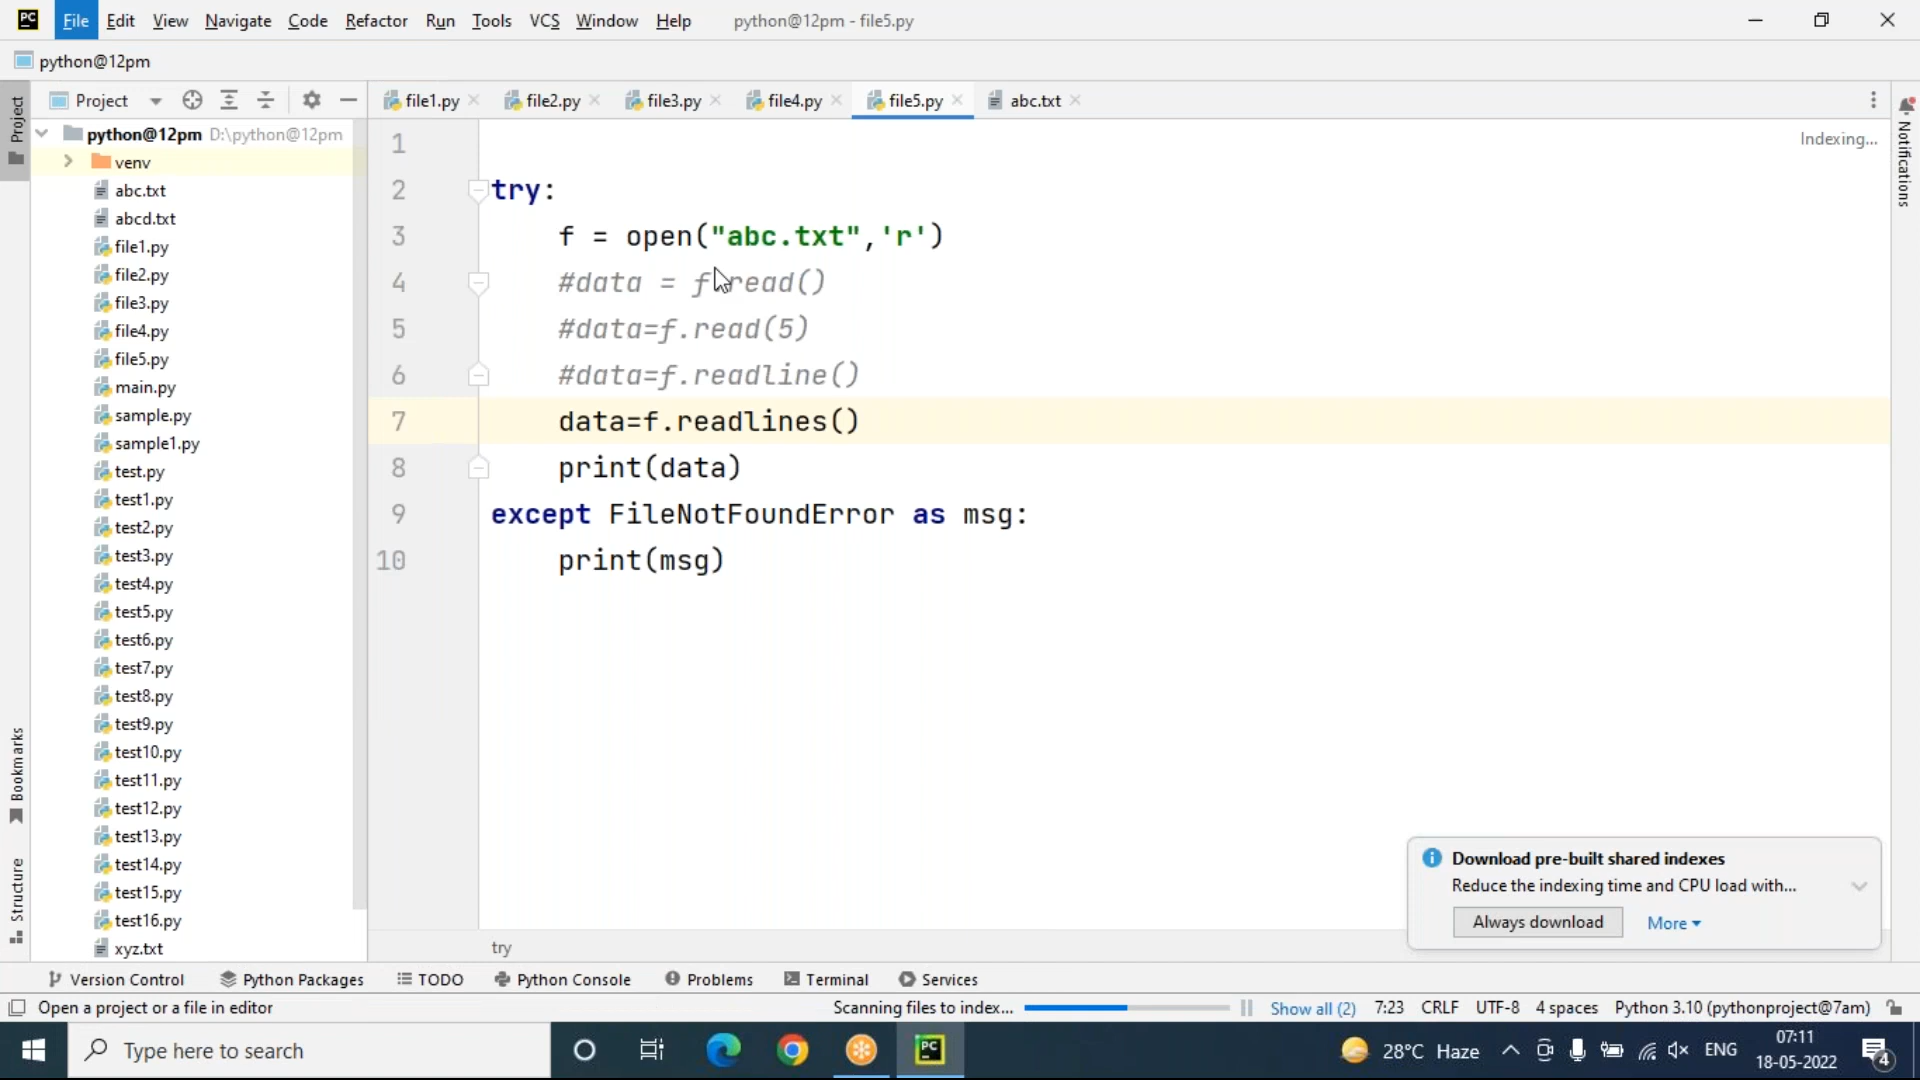 PC File Edit View Navigate Code Refactor Run Tools VCS Window Help python@12pm - file5.py
python@12pm
Project
Project
file1.py file2.py file3.py file4.py file5.py abc.txt
Notifications
python@12pm D:\python@12pm
venv
abc.txt
abcd.txt
file1.py
file2.py
file3.py
file4.py
file5.py
main.py
sample.py
sample1.py
test.py
test1.py
test2.py
test3.py
test4.py
test5.py
test6.py
test7.py
test8.py
test9.py
test10.py
test11.py
test12.py
test13.py
test14.py
test15.py
test16.py
xyz.txt
Bookmarks
Structure
Indexing...
1
2 try:
3 f = open("abc.txt",'r')
4 #data = f.read()
5 #data=f.read(5)
6 #data=f.readline()
7 data=f.readlines()
8 print(data)
9 except FileNotFoundError as msg:
10 print(msg)
Download pre-built shared indexes
Reduce the indexing time and CPU load with...
Always download More
try
Version Control Python Packages TODO Python Console Problems Terminal Services
Open a project or a file in editor Scanning files to index... Show all (2) 7:23 CRLF UTF-8 4 spaces Python 3.10 (pythonproject@7am)
Type here to search PC 28°C Haze ENG 07:11
18-05-2022 4